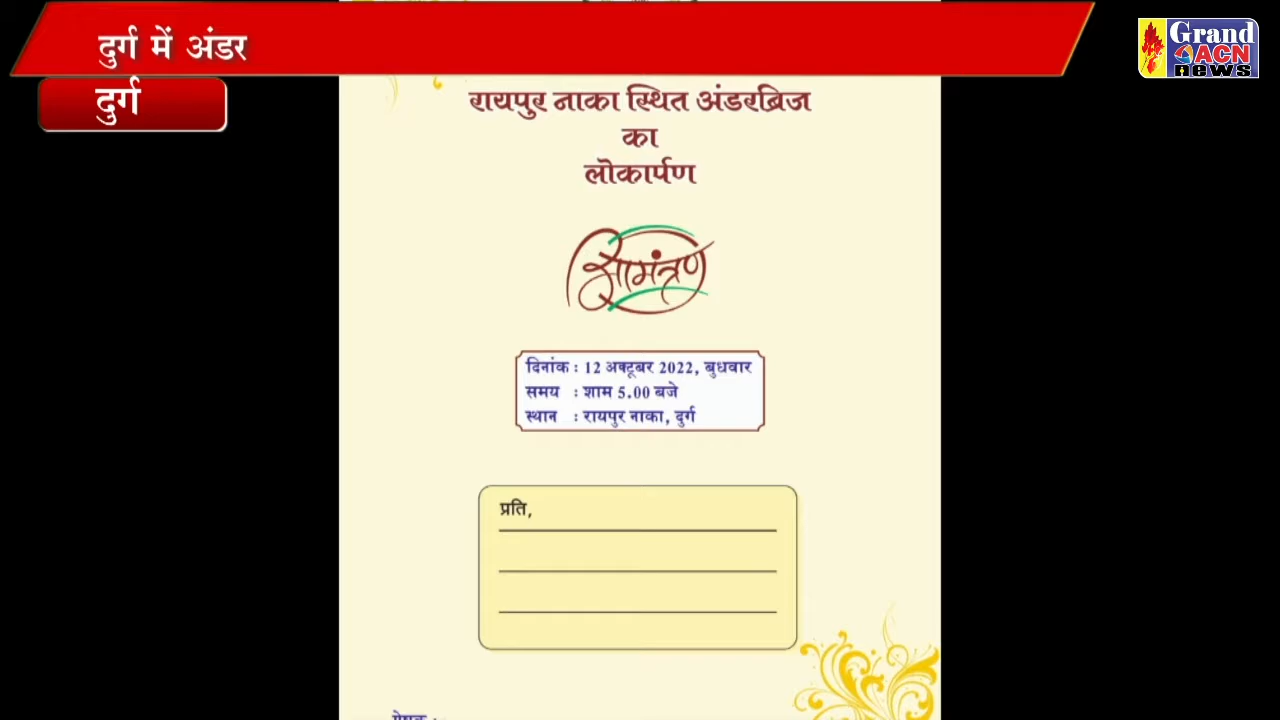 दुर्ग में अंडर
दुर्ग
Grand
ACN
news
रायपुर नाका स्थित अंडरब्रिज
का
लोकार्पण
आमंत्रण
दिनांक : 12 अक्टूबर 2022, बुधवार
समय : शाम 5.00 बजे
स्थान : रायपुर नाका, दुर्ग
प्रति,